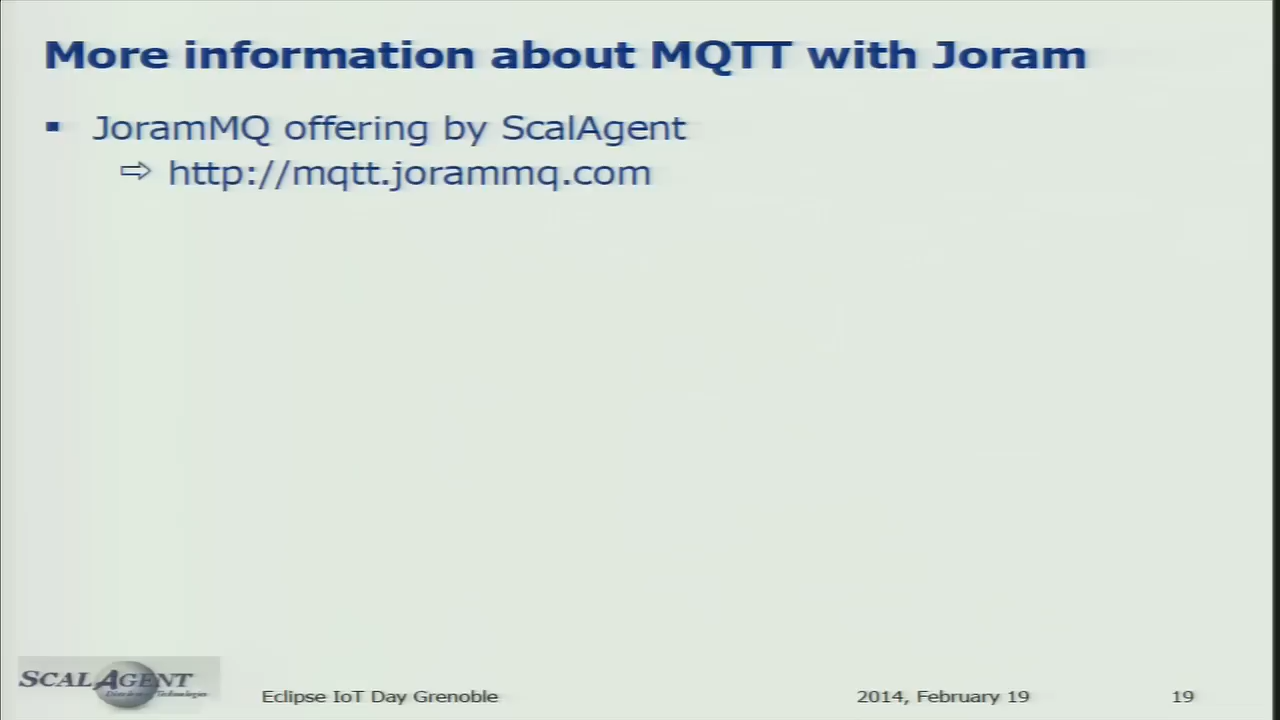 More information about MQTT with Joram
▪ JoramMQ offering by ScalAgent
⇨ http://mqtt.jorammq.com
SCALAGENT
Eclipse IoT Day Grenoble
2014, February 19
19